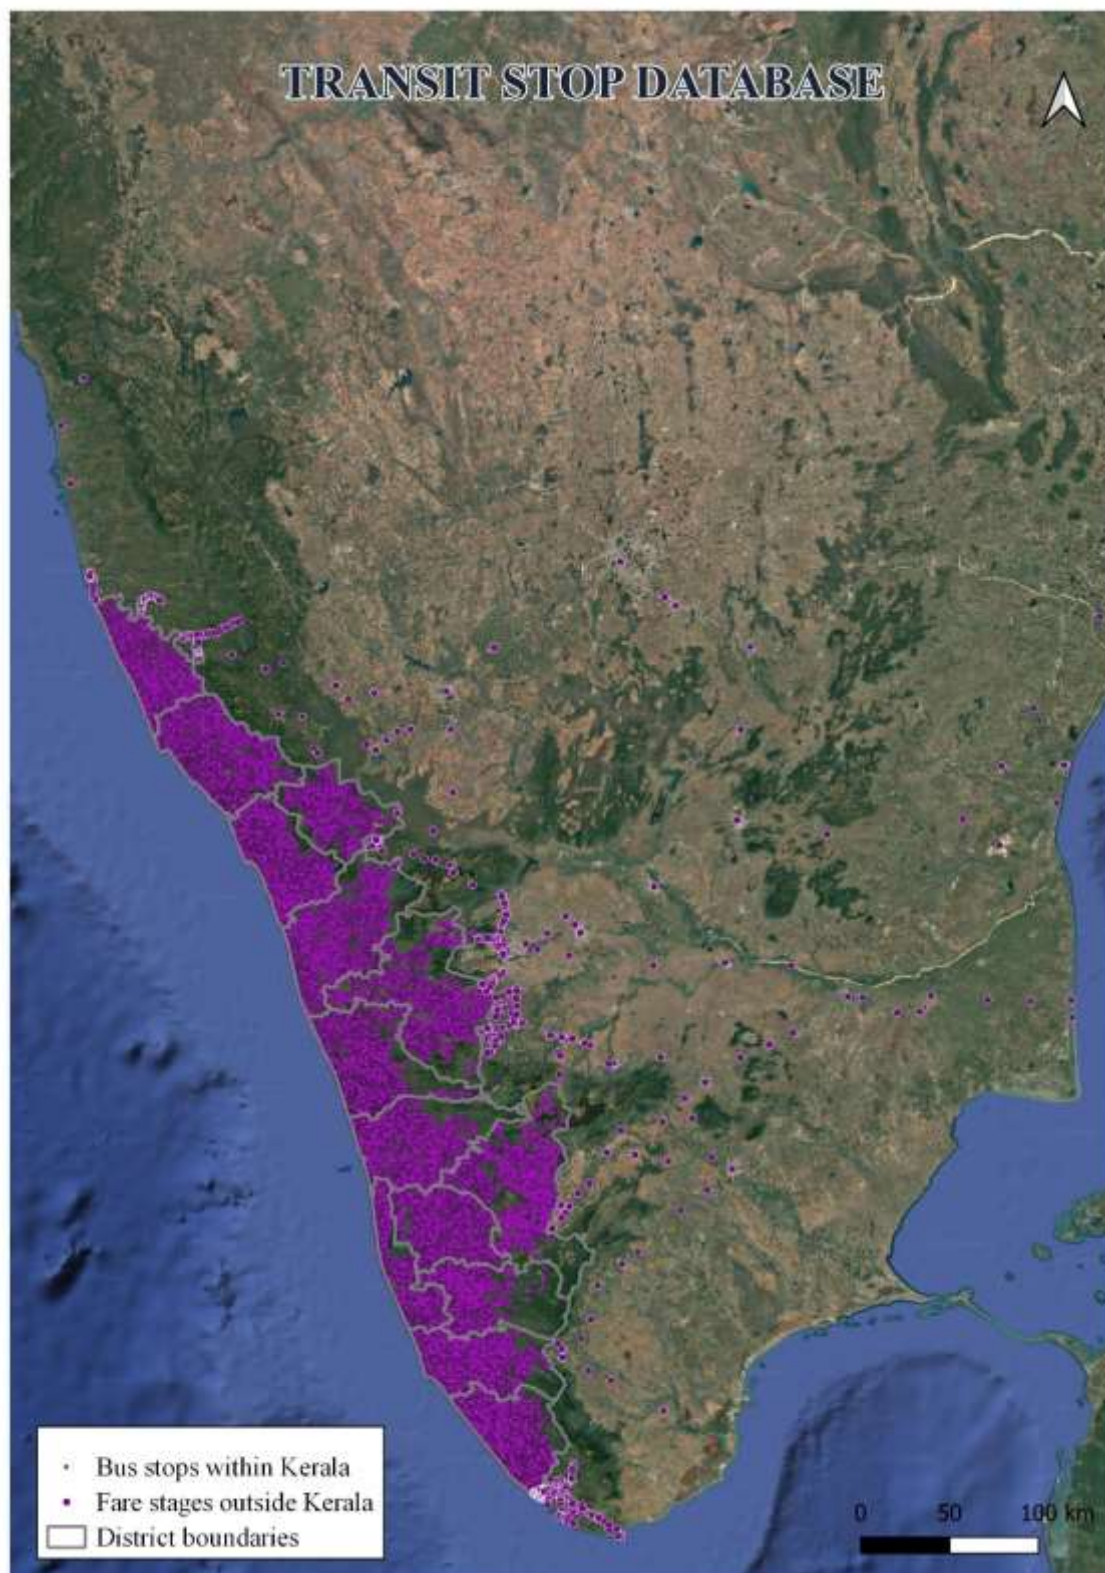 TRANSIT STOP DATABASE
Bus stops within Kerala
Fare stages outside Kerala
District boundaries
0 50 100 km